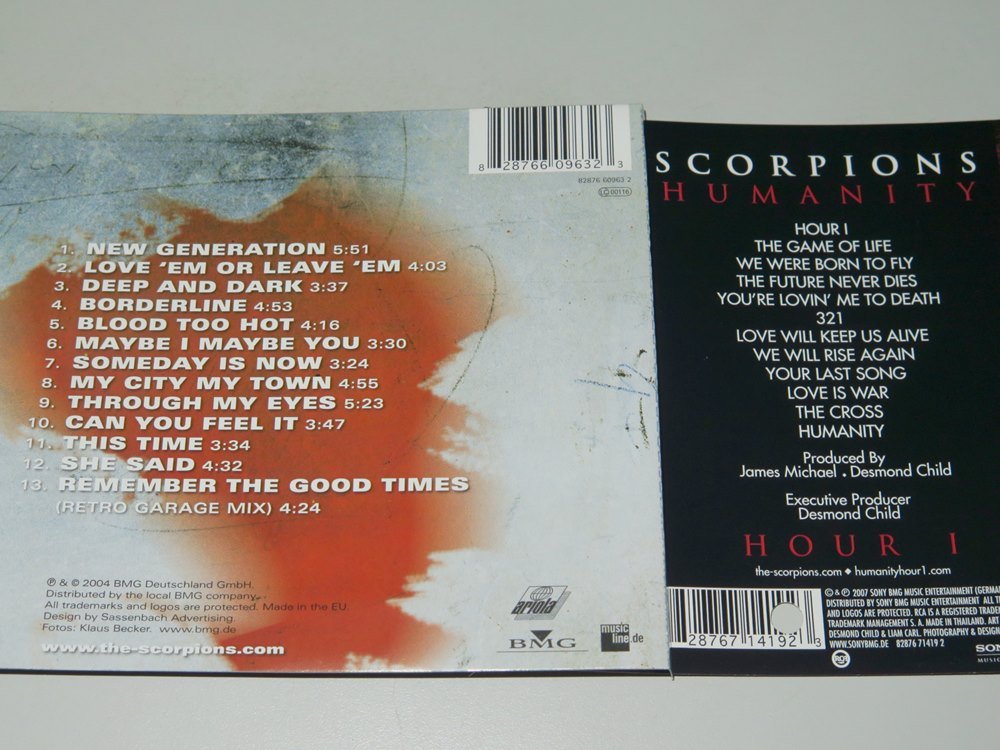 8 28766 09632 3
82876 60963 2
LC 00116
1. NEW GENERATION 5:51
2. LOVE 'EM OR LEAVE 'EM 4:03
3. DEEP AND DARK 3:37
4. BORDERLINE 4:53
5. BLOOD TOO HOT 4:16
6. MAYBE I MAYBE YOU 3:30
7. SOMEDAY IS NOW 3:24
8. MY CITY MY TOWN 4:55
9. THROUGH MY EYES 5:23
10. CAN YOU FEEL IT 3:47
11. THIS TIME 3:34
12. SHE SAID 4:32
13. REMEMBER THE GOOD TIMES
(RETRO GARAGE MIX) 4:24
℗ & © 2004 BMG Deutschland GmbH.
Distributed by the local BMG company.
All trademarks and logos are protected. Made in the EU.
Design by Sassenbach Advertising.
Fotos: Klaus Becker. www.bmg.de
www.the-scorpions.com
ariola
BMG
music
line.de
SCORPIONS
HUMANITY
HOUR I
THE GAME OF LIFE
WE WERE BORN TO FLY
THE FUTURE NEVER DIES
YOU'RE LOVIN' ME TO DEATH
321
LOVE WILL KEEP US ALIVE
WE WILL RISE AGAIN
YOUR LAST SONG
LOVE IS WAR
THE CROSS
HUMANITY
Produced By
James Michael • Desmond Child
Executive Producer
Desmond Child
HOUR I
the-scorpions.com ♦ humanityhour1.com
28767 14192 3
© & ℗ 2007 SONY BMG MUSIC ENTERTAINMENT (GERMAN
DISTRIBUTED BY SONY BMG MUSIC ENTERTAINMENT ALL T
AND LOGOS ARE PROTECTED. RCA IS A REGISTERED
TRADEMARK MANAGEMENT S. A. MADE IN THAILAND. ART
DESMOND CHILD & LIAM CARL. PHOTOGRAPHY & DESIGN
WWW.SONYBMG.DE 82876 71419 2
SON
MUSIC